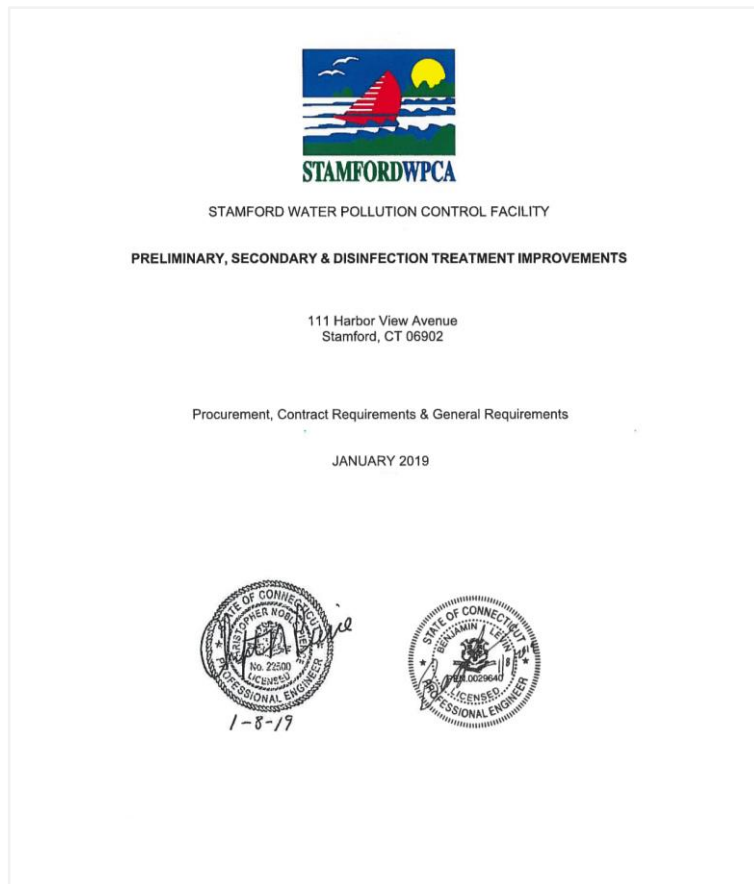 STAMFORDWPCA
STAMFORD WATER POLLUTION CONTROL FACILITY
PRELIMINARY, SECONDARY & DISINFECTION TREATMENT IMPROVEMENTS
111 Harbor View Avenue
Stamford, CT 06902
Procurement, Contract Requirements & General Requirements
JANUARY 2019
STATE OF CONNECTICUT
No. 22500
LICENSED
PROFESSIONAL ENGINEER
1-8-19
STATE OF CONNECTICUT
BENJAMIN
LICENSED
PROFESSIONAL ENGINEER